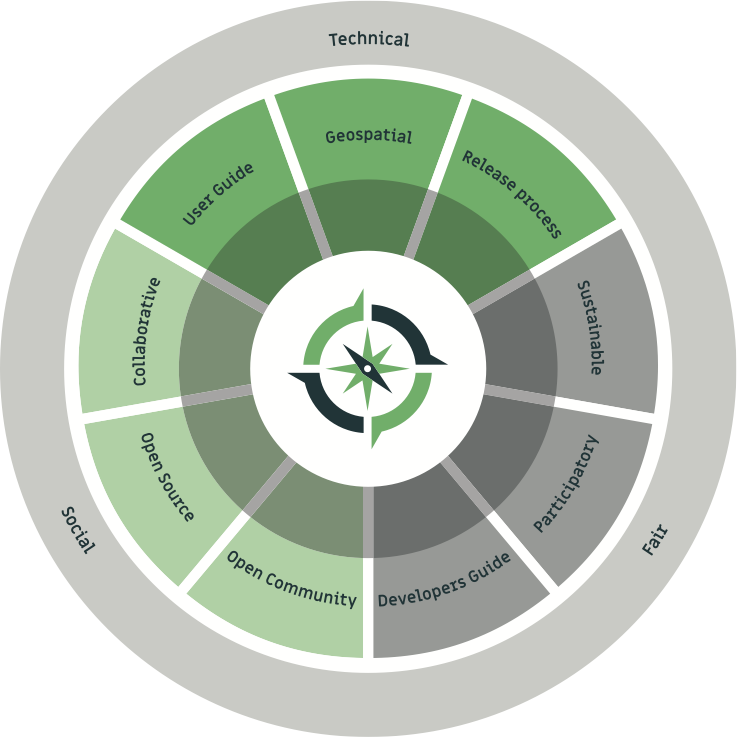 Technical
Geospatial
User Guide
Release process
Collaborative
Sustainable
Open Source
Participatory
Open Community
Developers Guide
Social
Fair